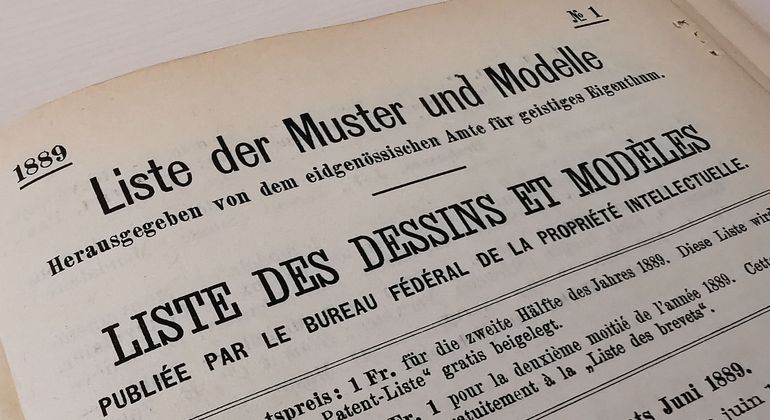 № 1
1889
Liste der Muster und Modelle
Herausgegeben von dem eidgenössischen Amte für geistiges Eigenthum.
LISTE DES DESSINS ET MODÈLES
PUBLIÉE PAR LE BUREAU FÉDÉRAL DE LA PROPRIÉTÉ INTELLECTUELLE.
1 Fr. für die zweite Hälfte des Jahres 1889. Diese Liste wird
Patent-Liste“ gratis beigelegt.
Fr. 1 pour la deuxième moitié de l'année 1889. Cette
à la „Liste des brevets“.
Juni 1889.
juin